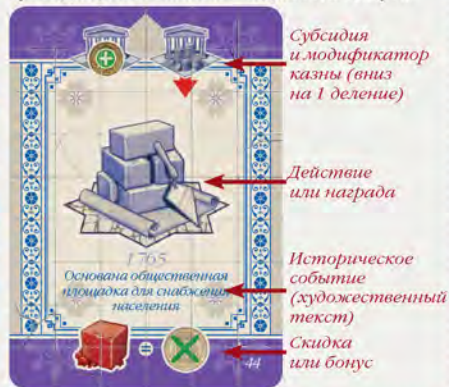 Субсидия
и модификатор
казны (вниз
на 1 деление)
Действие
или награда
1765
Основана общественная
площадка для снабжения
населения
Историческое
событие
(художественный
текст)
Скидка
или бонус
=
44